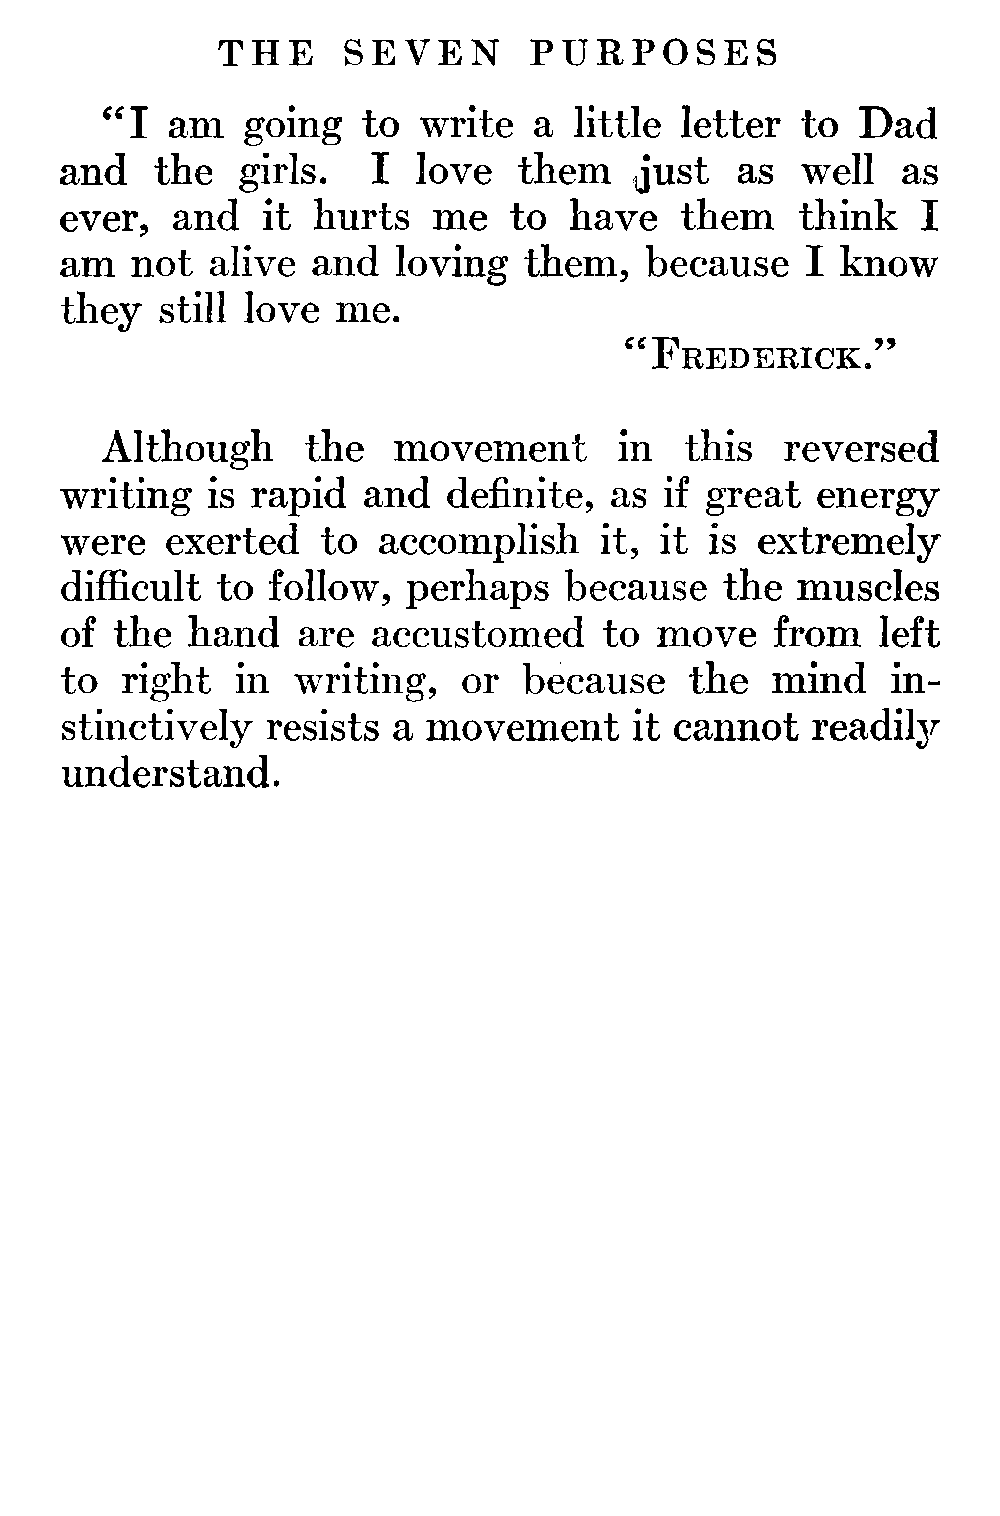 THE SEVEN PURPOSES
“I am going to write a little letter to Dad
and the girls. I love them just as well as
ever, and it hurts me to have them think I
am not alive and loving them, because I know
they still love me.
“FREDERICK.”
Although the movement in this reversed
writing is rapid and definite, as if great energy
were exerted to accomplish it, it is extremely
difficult to follow, perhaps because the muscles
of the hand are accustomed to move from left
to right in writing, or because the mind in-
stinctively resists a movement it cannot readily
understand.